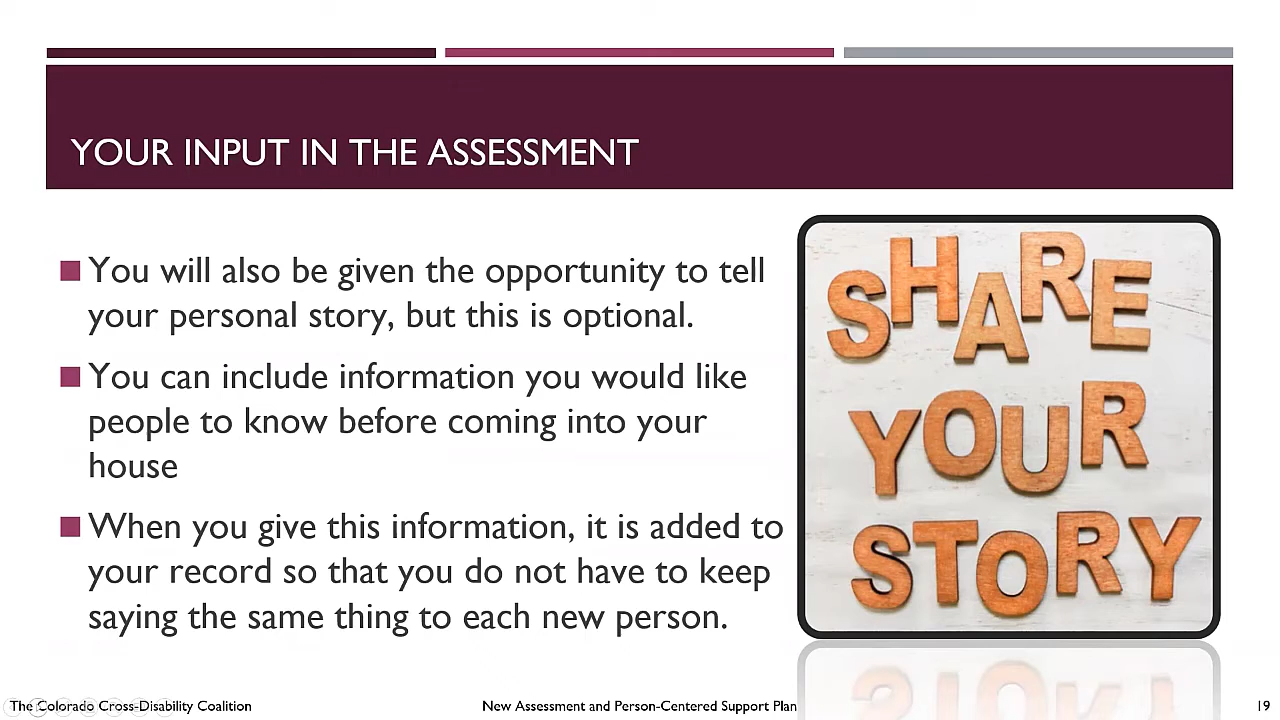 YOUR INPUT IN THE ASSESSMENT
You will also be given the opportunity to tell
your personal story, but this is optional.
You can include information you would like
people to know before coming into your
house
When you give this information, it is added to
your record so that you do not have to keep
saying the same thing to each new person.
SHARE
YOUR
STORY
The Colorado Cross-Disability Coalition
New Assessment and Person-Centered Support Plan
19